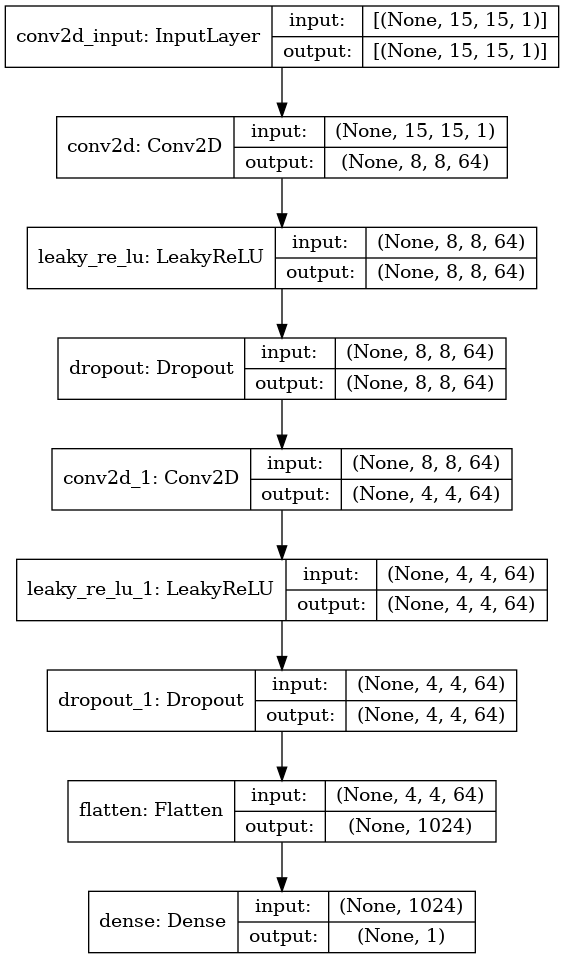 conv2d_input: InputLayer
input: [(None, 15, 15, 1)]
output: [(None, 15, 15, 1)]
conv2d: Conv2D
input: (None, 15, 15, 1)
output: (None, 8, 8, 64)
leaky_re_lu: LeakyReLU
input: (None, 8, 8, 64)
output: (None, 8, 8, 64)
dropout: Dropout
input: (None, 8, 8, 64)
output: (None, 8, 8, 64)
conv2d_1: Conv2D
input: (None, 8, 8, 64)
output: (None, 4, 4, 64)
leaky_re_lu_1: LeakyReLU
input: (None, 4, 4, 64)
output: (None, 4, 4, 64)
dropout_1: Dropout
input: (None, 4, 4, 64)
output: (None, 4, 4, 64)
flatten: Flatten
input: (None, 4, 4, 64)
output: (None, 1024)
dense: Dense
input: (None, 1024)
output: (None, 1)